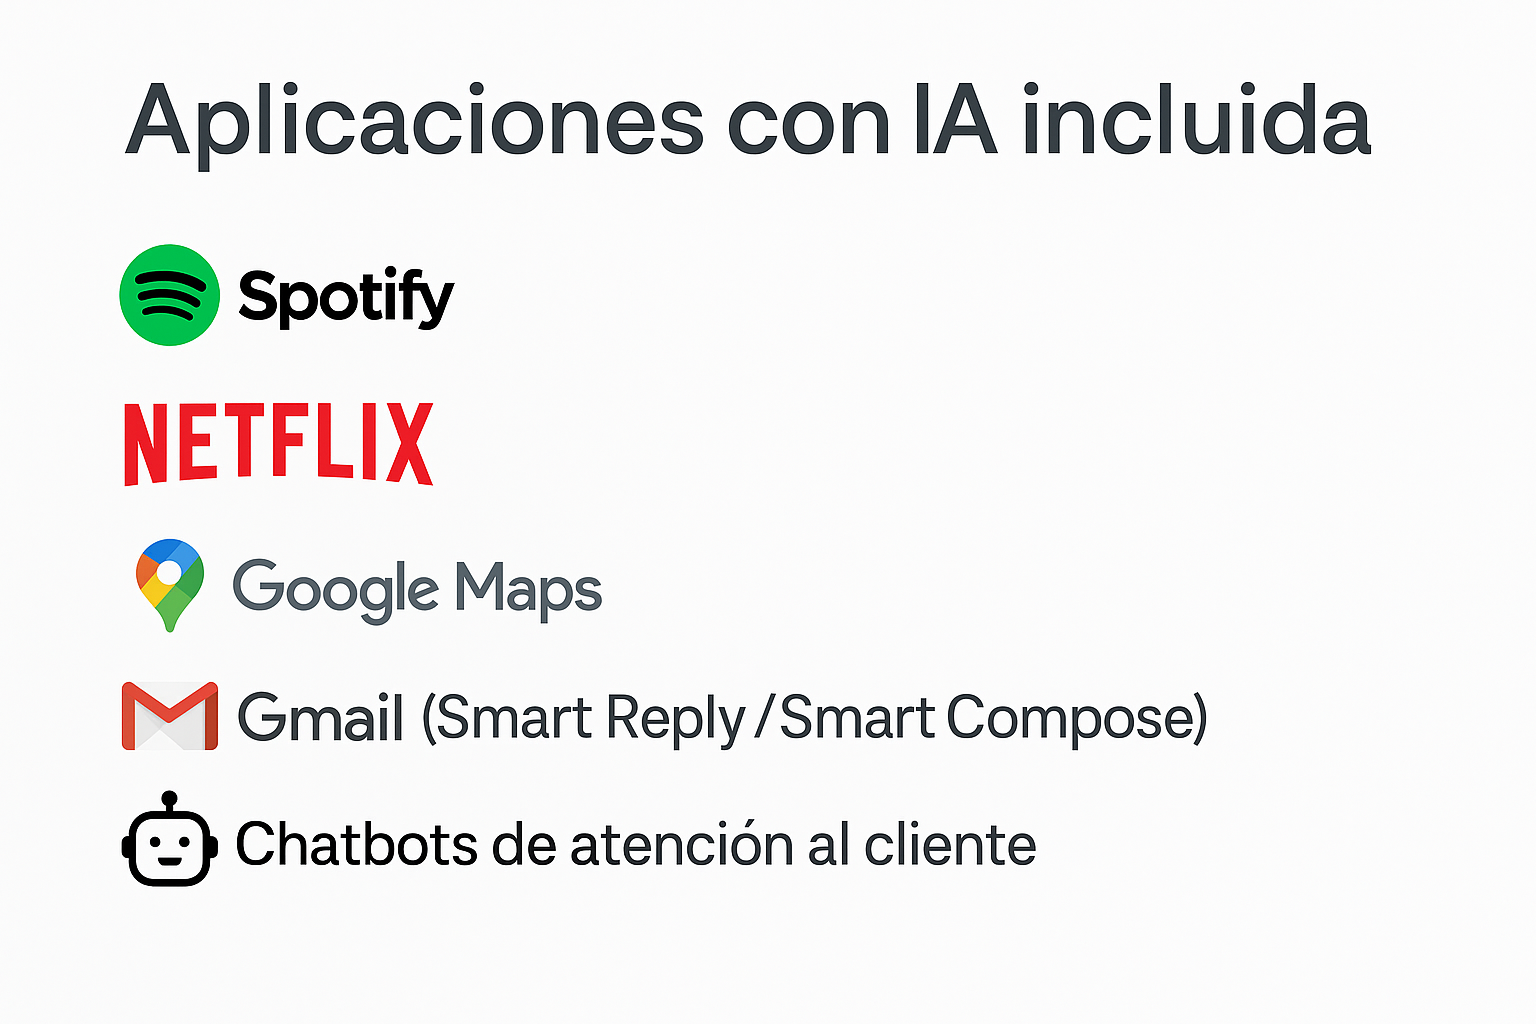 Aplicaciones con IA incluida
Spotify
NETFLIX
Google Maps
Gmail (Smart Reply/Smart Compose)
Chatbots de atención al cliente